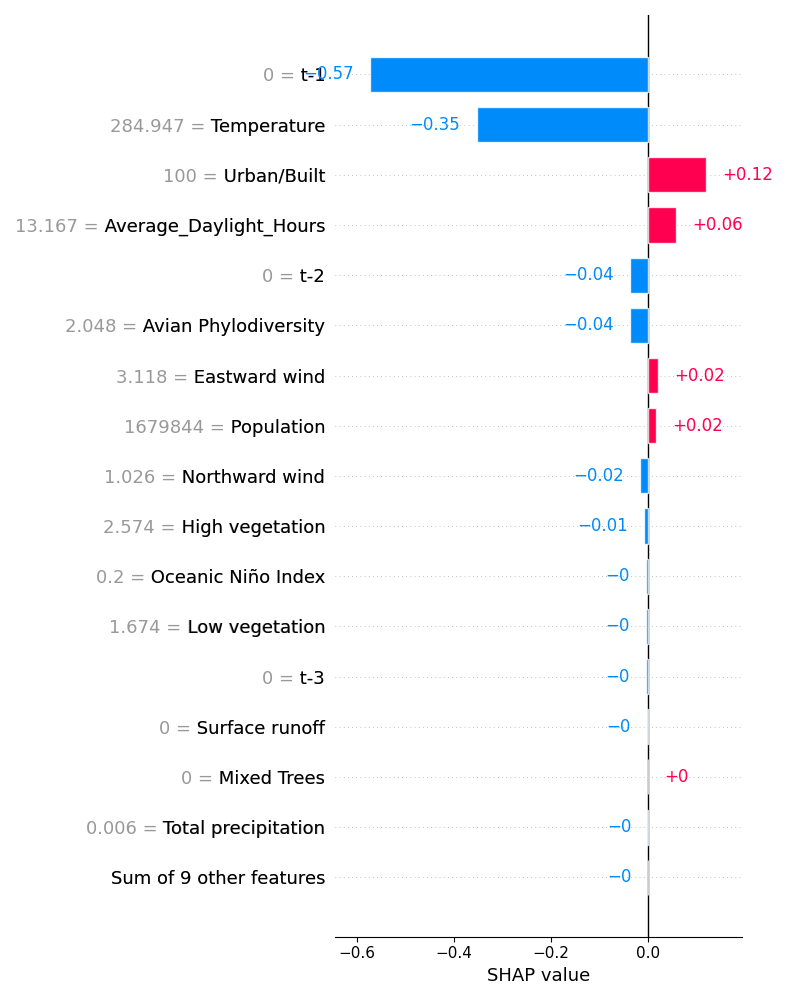 0 = t-1 −0.57
284.947 = Temperature −0.35
100 = Urban/Built +0.12
13.167 = Average_Daylight_Hours +0.06
0 = t-2 −0.04
2.048 = Avian Phylodiversity −0.04
3.118 = Eastward wind +0.02
1679844 = Population +0.02
1.026 = Northward wind −0.02
2.574 = High vegetation −0.01
0.2 = Oceanic Niño Index −0
1.674 = Low vegetation −0
0 = t-3 −0
0 = Surface runoff −0
0 = Mixed Trees +0
0.006 = Total precipitation −0
Sum of 9 other features −0
−0.6 −0.4 −0.2 0.0
SHAP value